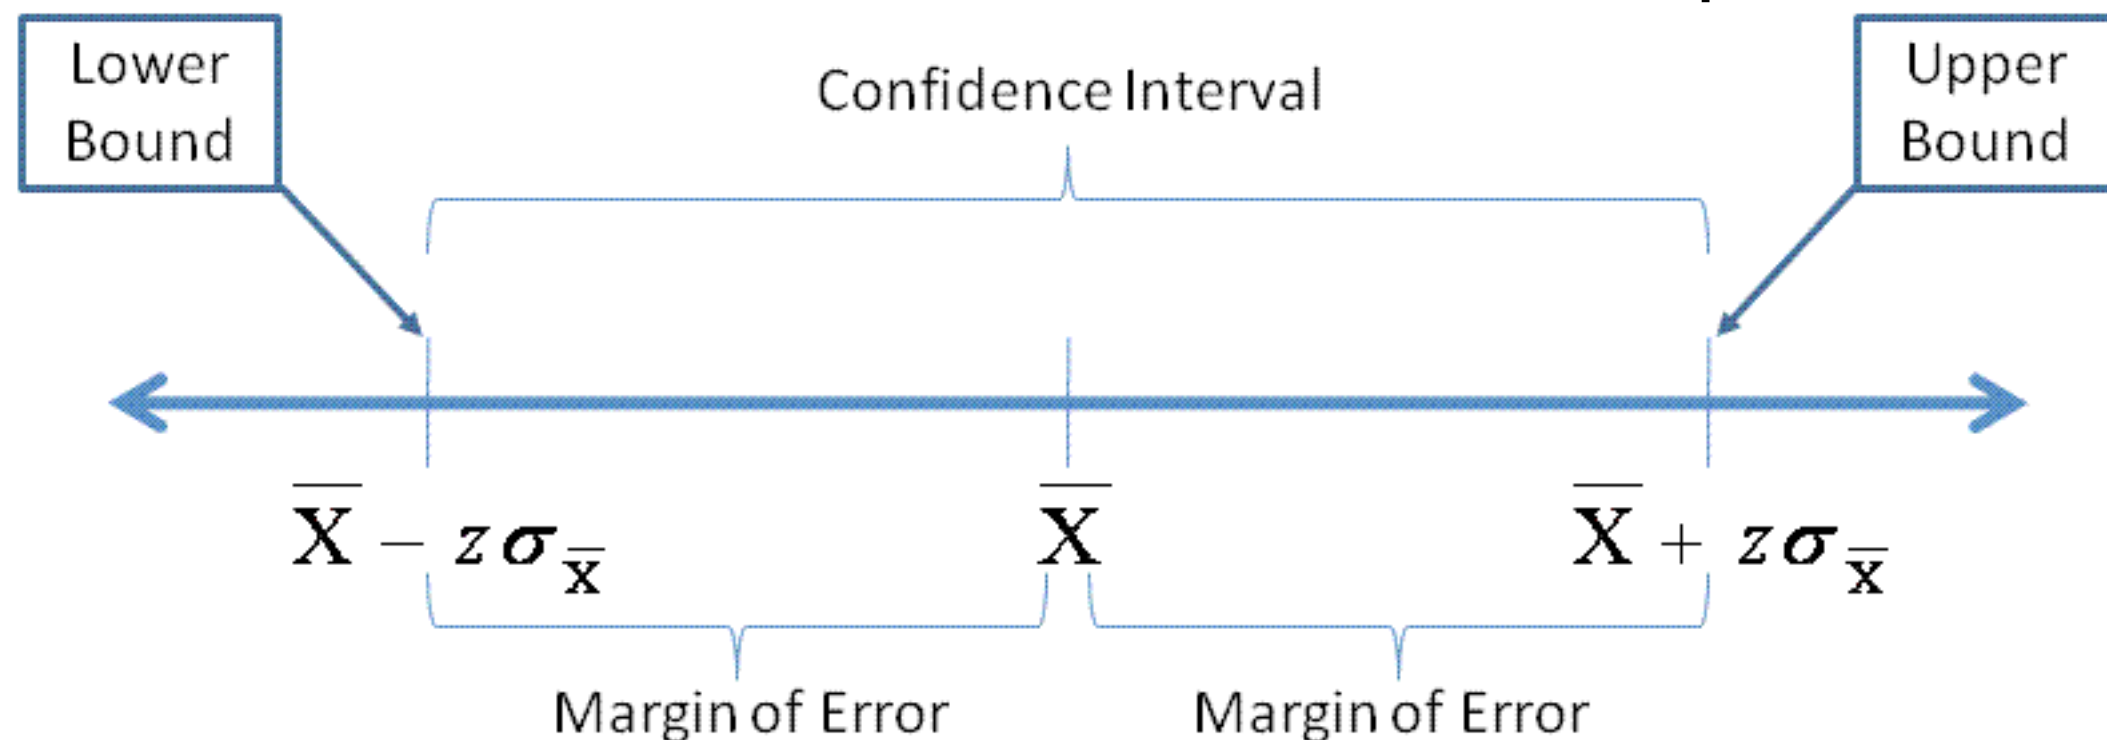 Lower
Bound
Confidence Interval
Upper
Bound
X̅ − zσx̅
X̅
X̅ + zσx̅
Margin of Error
Margin of Error